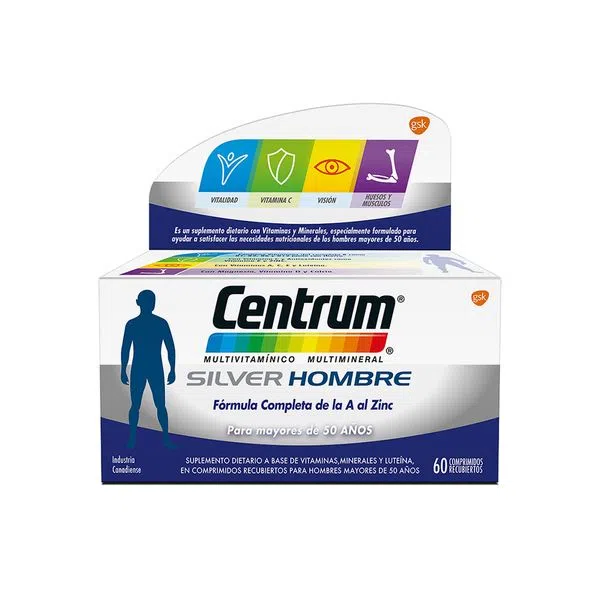 gsk
VITALIDAD
VITAMINA C
VISIÓN
HUESOS Y
MÚSCULOS
Es un suplemento dietario con Vitaminas y Minerales, especialmente formulado para
ayudar a satisfacer las necesidades nutricionales de los hombres mayores de 50 años.
Con Vitaminas A, C, E y Luteína.
Con Magnesio, Vitamina D y Calcio
Centrum®
gsk
MULTIVITAMÍNICO MULTIMINERAL®
SILVER HOMBRE
Fórmula Completa de la A al Zinc
Para mayores de 50 AÑOS
Industria
Canadiense
SUPLEMENTO DIETARIO A BASE DE VITAMINAS, MINERALES Y LUTEÍNA,
EN COMPRIMIDOS RECUBIERTOS PARA HOMBRES MAYORES DE 50 AÑOS
60 COMPRIMIDOS
RECUBIERTOS